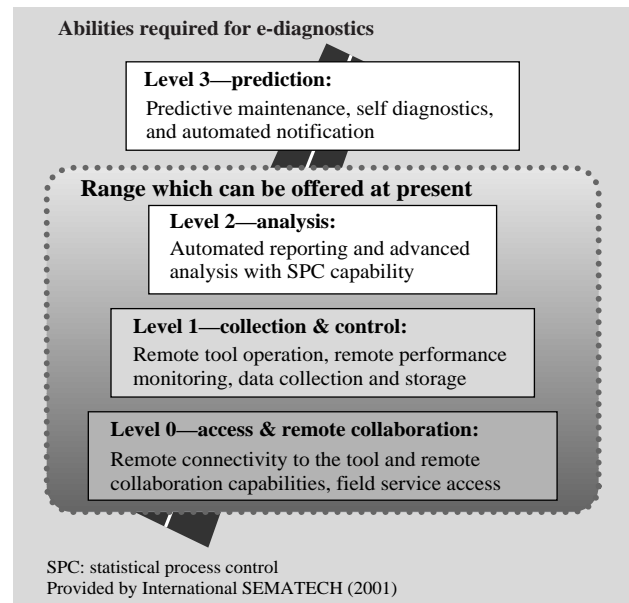 Abilities required for e-diagnostics
Level 3—prediction:
Predictive maintenance, self diagnostics,
and automated notification
Range which can be offered at present
Level 2—analysis:
Automated reporting and advanced
analysis with SPC capability
Level 1—collection & control:
Remote tool operation, remote performance
monitoring, data collection and storage
Level 0—access & remote collaboration:
Remote connectivity to the tool and remote
collaboration capabilities, field service access
SPC: statistical process control
Provided by International SEMATECH (2001)